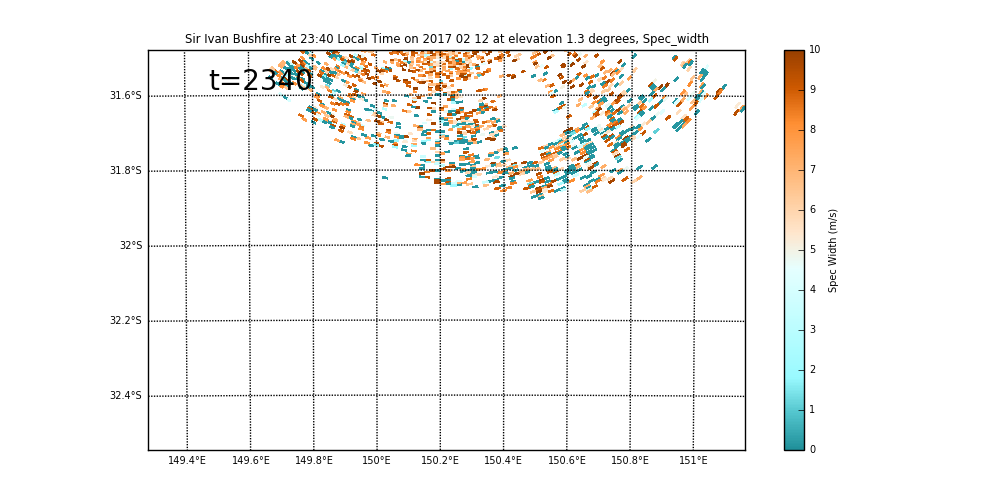 Sir Ivan Bushfire at 23:40 Local Time on 2017 02 12 at elevation 1.3 degrees, Spec_width
t=2340
31.6°S
31.8°S
32°S
32.2°S
32.4°S
149.4°E 149.6°E 149.8°E 150°E 150.2°E 150.4°E 150.6°E 150.8°E 151°E
10
9
8
7
6
5
4
3
2
1
0
Spec Width (m/s)